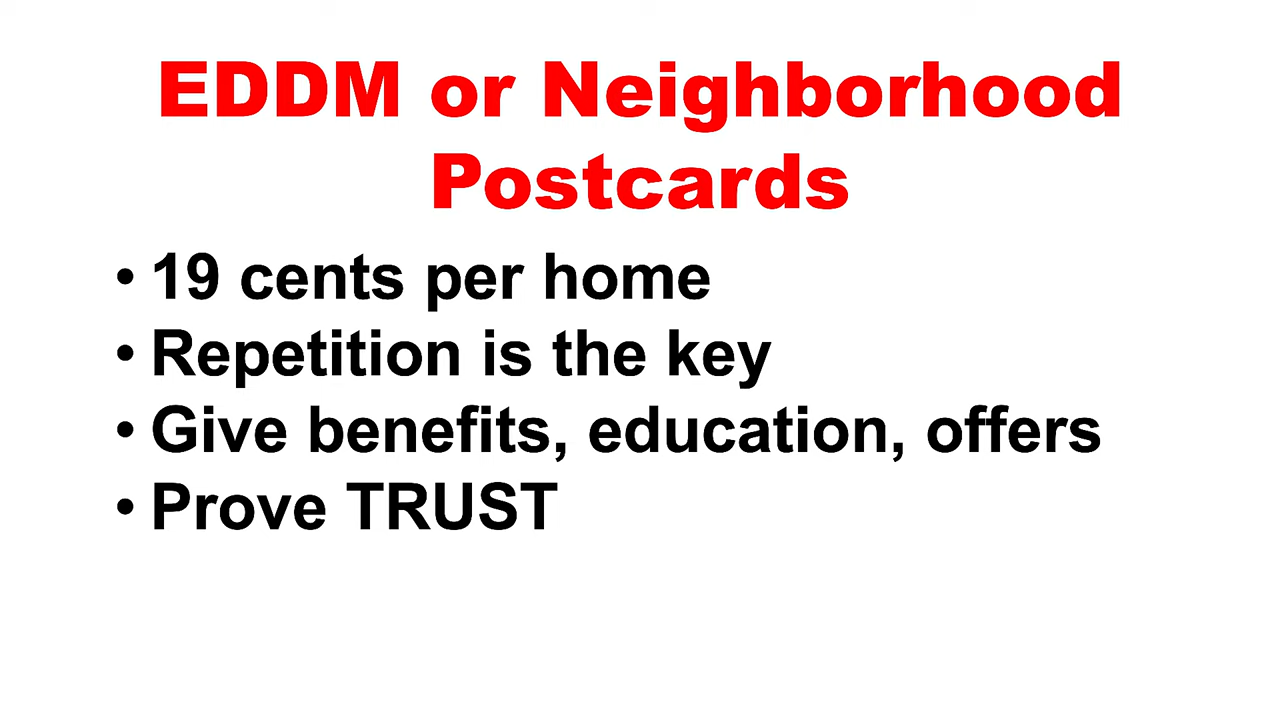 EDDM or Neighborhood
Postcards
• 19 cents per home
• Repetition is the key
• Give benefits, education, offers
• Prove TRUST